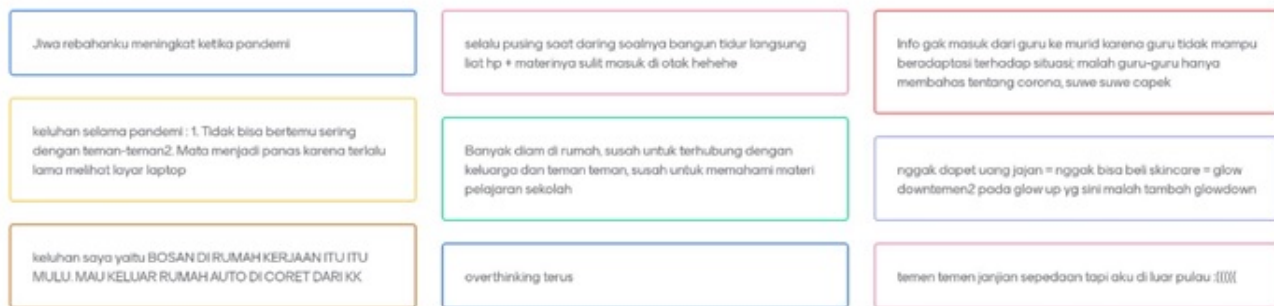 Jiwa rebahanku meningkat ketika pandemi
keluhan selama pandemi : 1. Tidak bisa bertemu sering
dengan teman-teman2. Mata menjadi panas karena terlalu
lama melihat layar laptop
keluhan saya yaitu BOSAN DI RUMAH KERJAAN ITU ITU
MULU. MAU KELUAR RUMAH AUTO DI CORET DARI KK
selalu pusing saat daring soalnya bangun tidur langsung
liat hp + materinya sulit masuk di otak hehehe
Banyak diam di rumah, susah untuk terhubung dengan
keluarga dan teman teman, susah untuk memahami materi
pelajaran sekolah
overthinking terus
Info gak masuk dari guru ke murid karena guru tidak mampu
beradaptasi terhadap situasi; malah guru-guru hanya
membahas tentang corona, suwe suwe capek
nggak dapet uang jajan = nggak bisa beli skincare = glow
downtemen2 pada glow up yg sini malah tambah glowdown
temen temen janjian sepedaan tapi aku di luar pulau :((()((